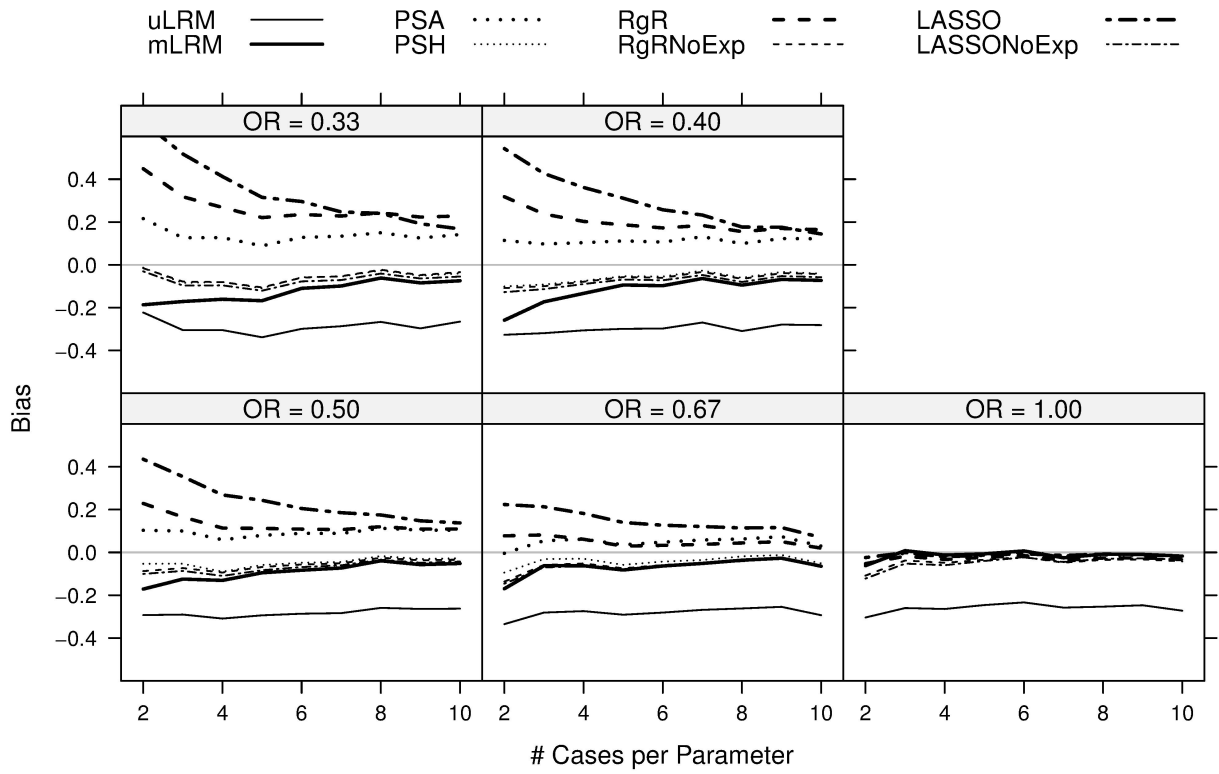 uLRM PSA RgR LASSO
mLRM PSH RgRNoExp LASSONoExp
OR = 0.33 OR = 0.40
0.4
0.2
0.0
−0.2
−0.4
Bias
OR = 0.50 OR = 0.67 OR = 1.00
0.4
0.2
0.0
−0.2
−0.4
2 4 6 8 10 2 4 6 8 10 2 4 6 8 10
# Cases per Parameter